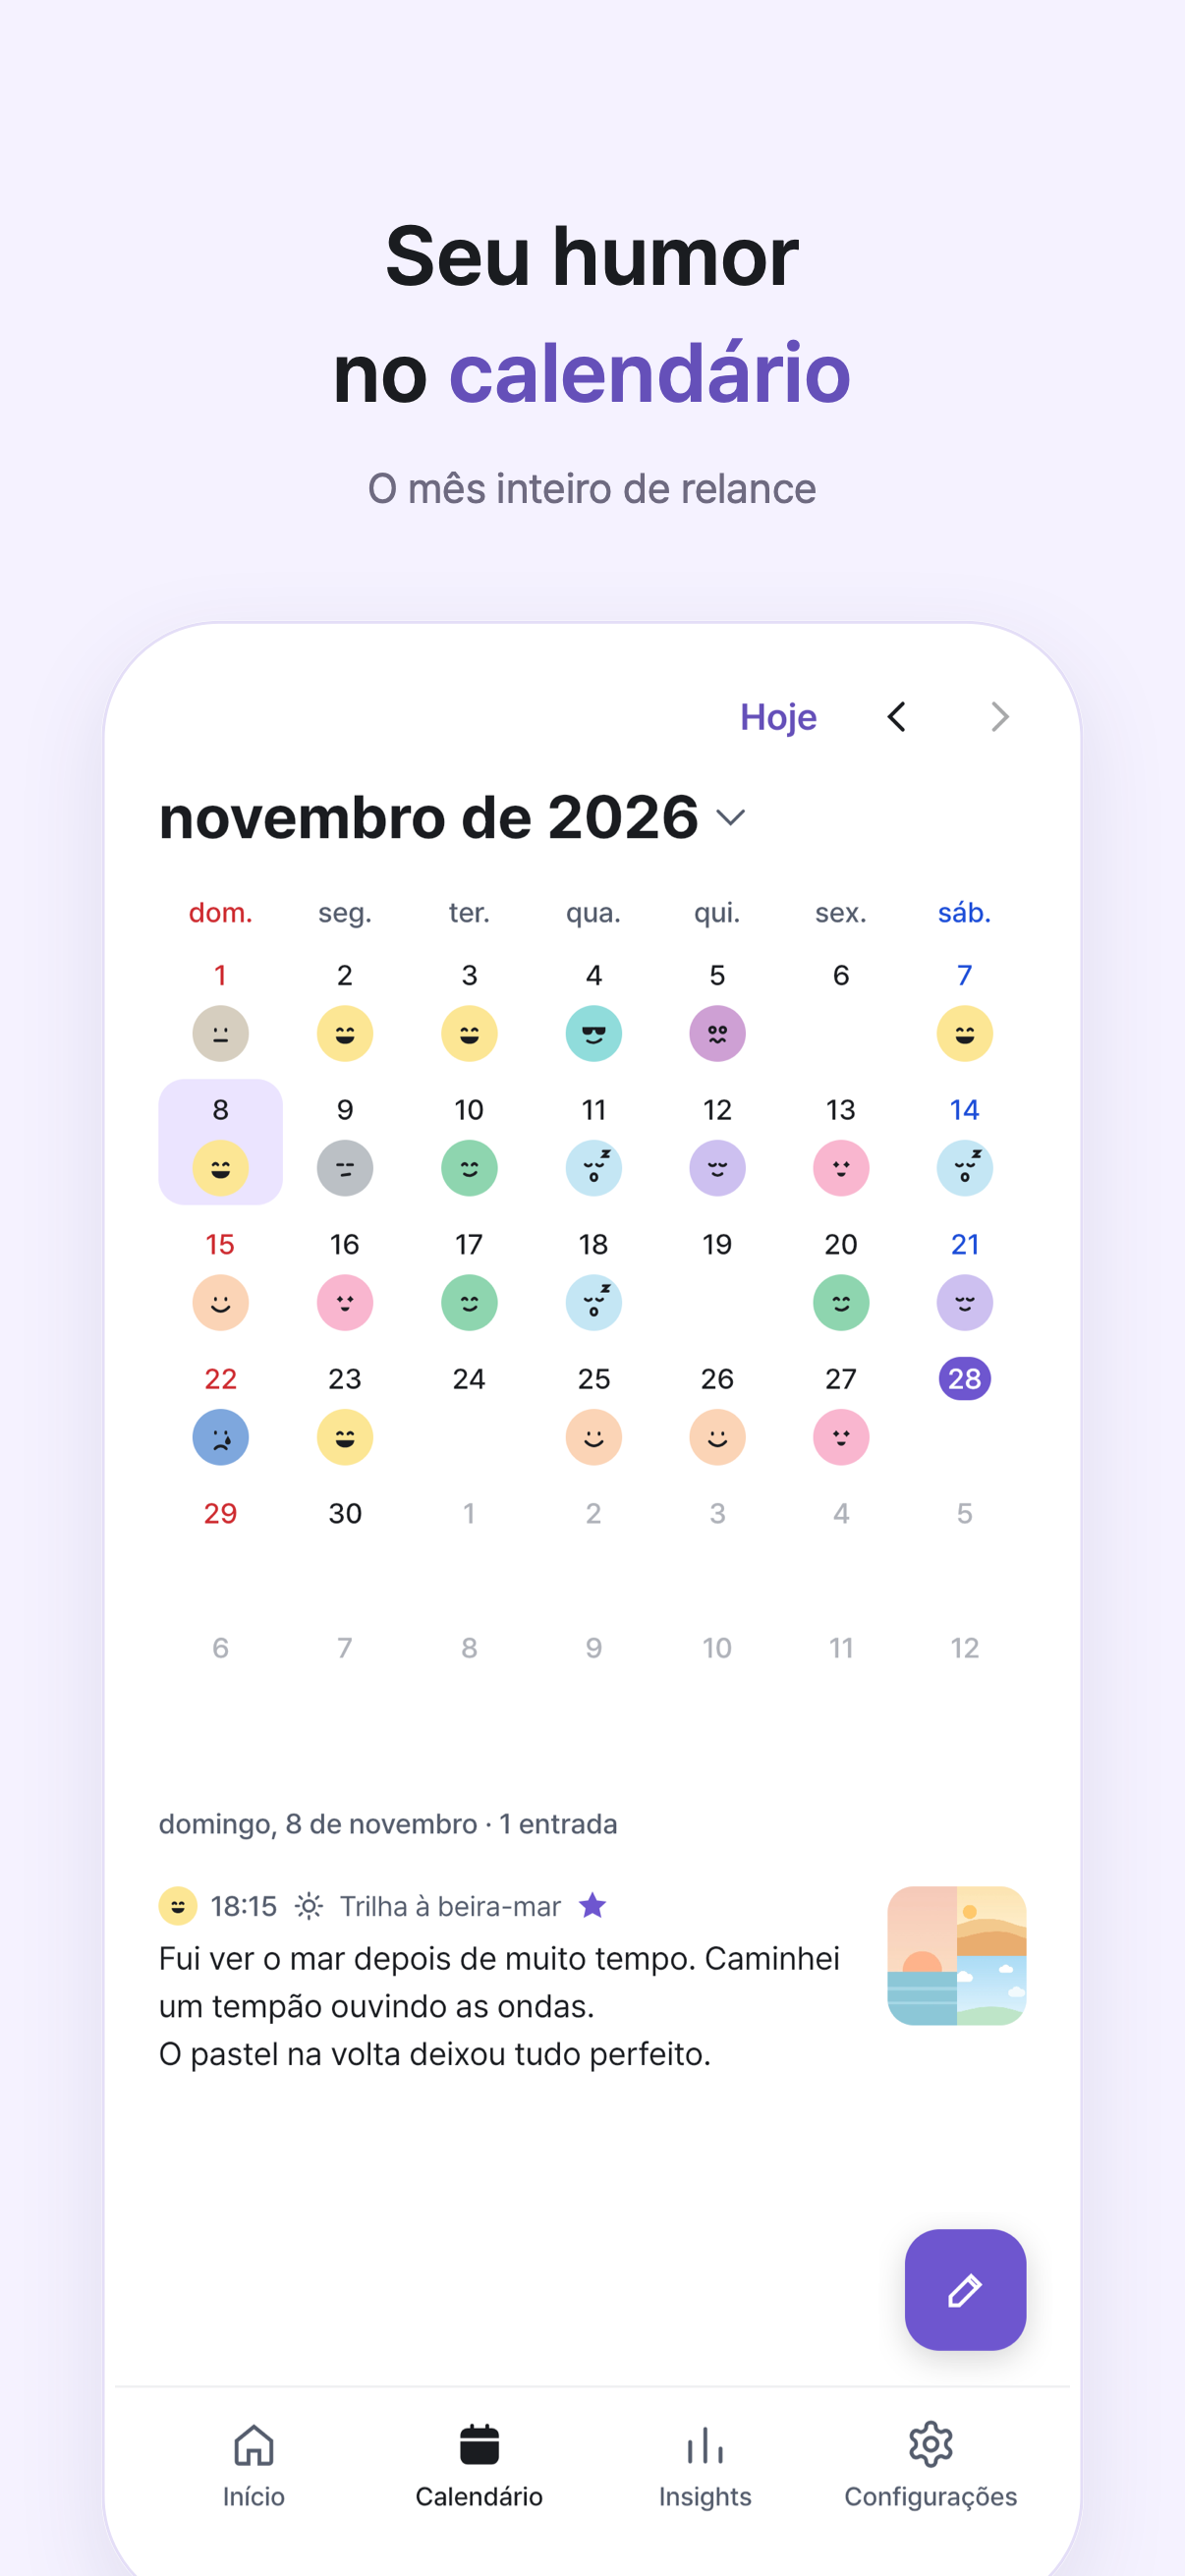 Seu humor
no calendário
O mês inteiro de relance
Hoje
novembro de 2026
dom. seg. ter. qua. qui. sex. sáb.
1 2 3 4 5 6 7
8 9 10 11 12 13 14
15 16 17 18 19 20 21
22 23 24 25 26 27 28
29 30 1 2 3 4 5
6 7 8 9 10 11 12
domingo, 8 de novembro · 1 entrada
18:15 Trilha à beira-mar
Fui ver o mar depois de muito tempo. Caminhei
um tempão ouvindo as ondas.
O pastel na volta deixou tudo perfeito.
Início Calendário Insights Configurações